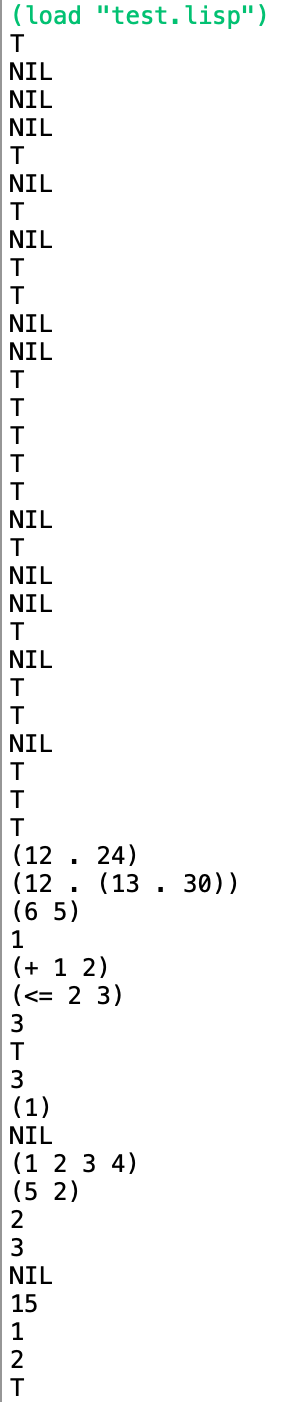 (load "test.lisp")
T
NIL
NIL
NIL
T
NIL
T
NIL
T
T
NIL
NIL
T
T
T
T
T
NIL
T
NIL
NIL
T
NIL
T
T
NIL
T
T
T
(12 . 24)
(12 . (13 . 30))
(6 5)
1
(+ 1 2)
(<= 2 3)
3
T
3
(1)
NIL
(1 2 3 4)
(5 2)
2
3
NIL
15
1
2
T